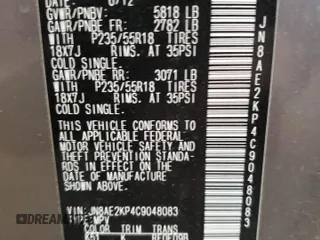 DATE: 07/12
GVWR/PNBV 5818 LB
GAWR/PNBE FR: 2782 LB
WITH P235/55R18 TIRES
18X7J RIMS. AT 35PSI
COLD SINGLE.
GAWR/PNBE RR: 3071 LB
WITH P235/55R18 TIRES
18X7J RIMS. AT 35PSI
COLD SINGLE.
THIS VEHICLE CONFORMS TO
ALL APPLICABLE FEDERAL
MOTOR VEHICLE SAFETY AND
THEFT PREVENTION STANDA-
RDS IN EFFECT ON THE
DATE OF MANUFACTURE
SHOWN ABOVE.
VIN: JN8AE2KP4C9048083
MPV
TRIM TRANS
K51 K
JN8AE2KP4C9048083